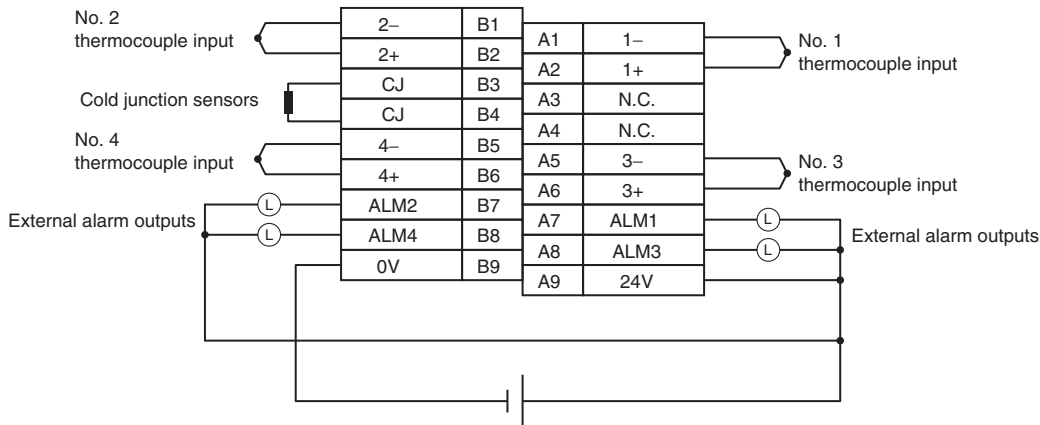 No. 2
thermocouple input
Cold junction sensors
No. 4
thermocouple input
External alarm outputs
L
L
2− B1
2+ B2
CJ B3
CJ B4
4− B5
4+ B6
ALM2 B7
ALM4 B8
0V B9
A1 1−
A2 1+
A3 N.C.
A4 N.C.
A5 3−
A6 3+
A7 ALM1
A8 ALM3
A9 24V
No. 1
thermocouple input
No. 3
thermocouple input
L
L
External alarm outputs